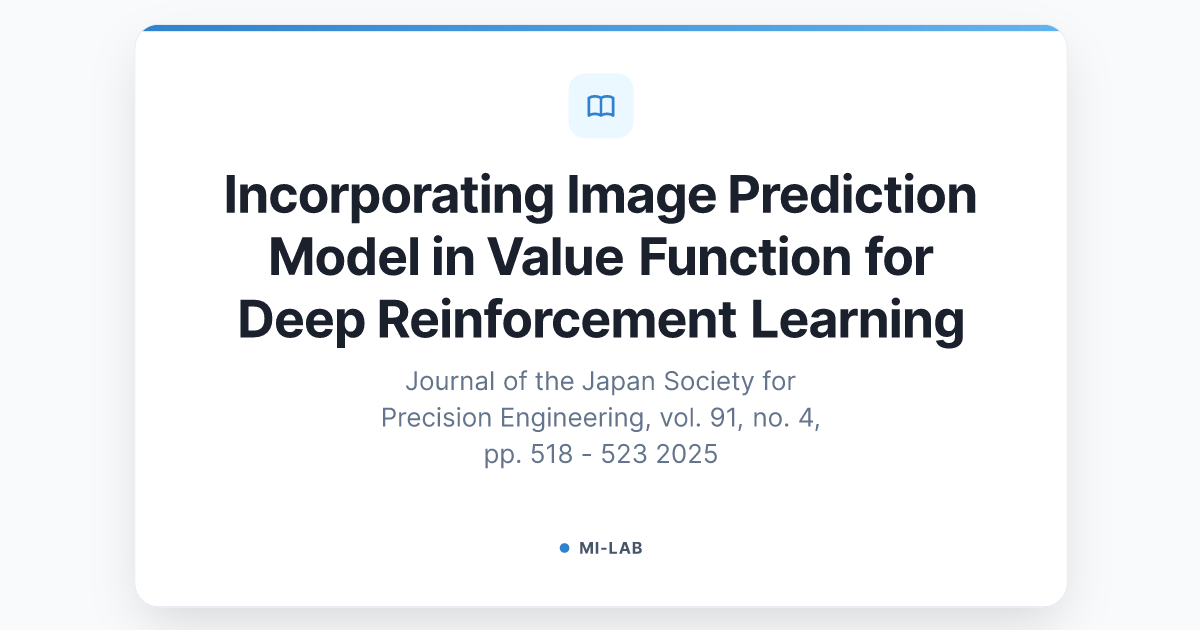 Incorporating Image Prediction
Model in Value Function for
Deep Reinforcement Learning
Journal of the Japan Society for
Precision Engineering, vol. 91, no. 4,
pp. 518 - 523 2025
MI-LAB